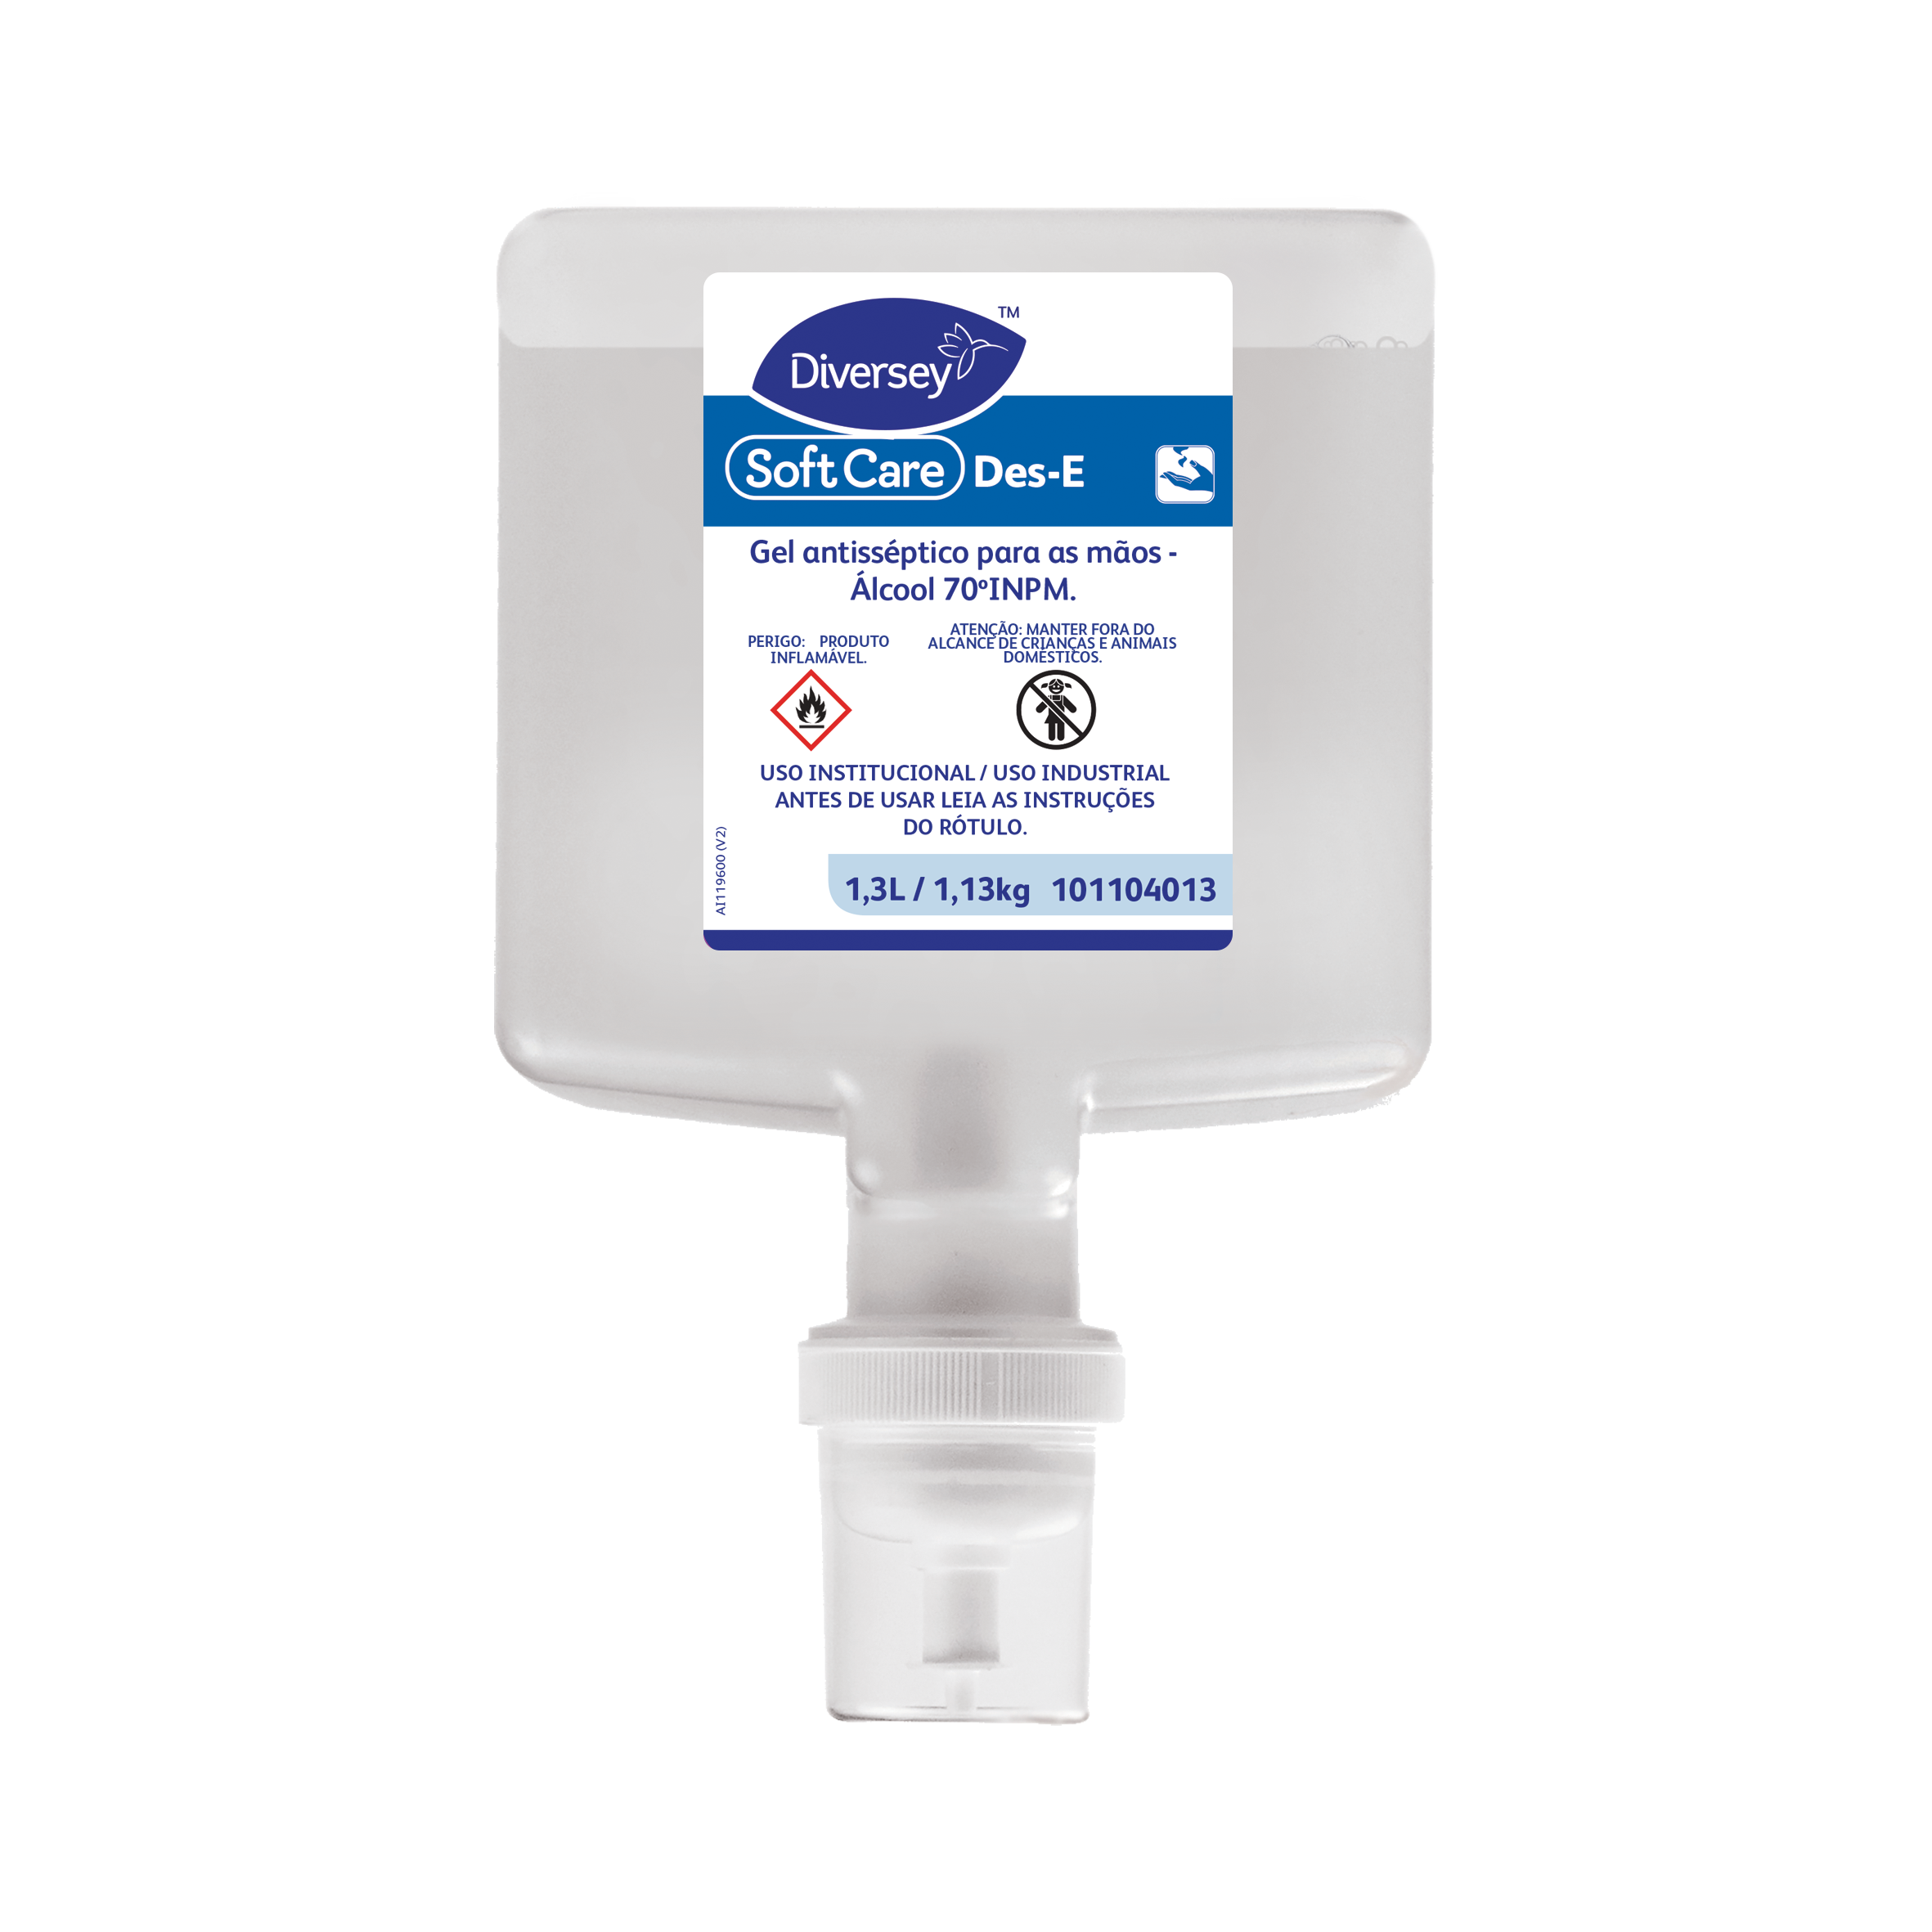 Diversey™
Soft Care Des-E
Gel antisséptico para as mãos -
Álcool 70ºINPM.
PERIGO: PRODUTO
INFLAMÁVEL.
ATENÇÃO: MANTER FORA DO
ALCANCE DE CRIANÇAS E ANIMAIS
DOMÉSTICOS.
USO INSTITUCIONAL / USO INDUSTRIAL
ANTES DE USAR LEIA AS INSTRUÇÕES
DO RÓTULO.
AI119600 (V2)
1,3L / 1,13kg 101104013